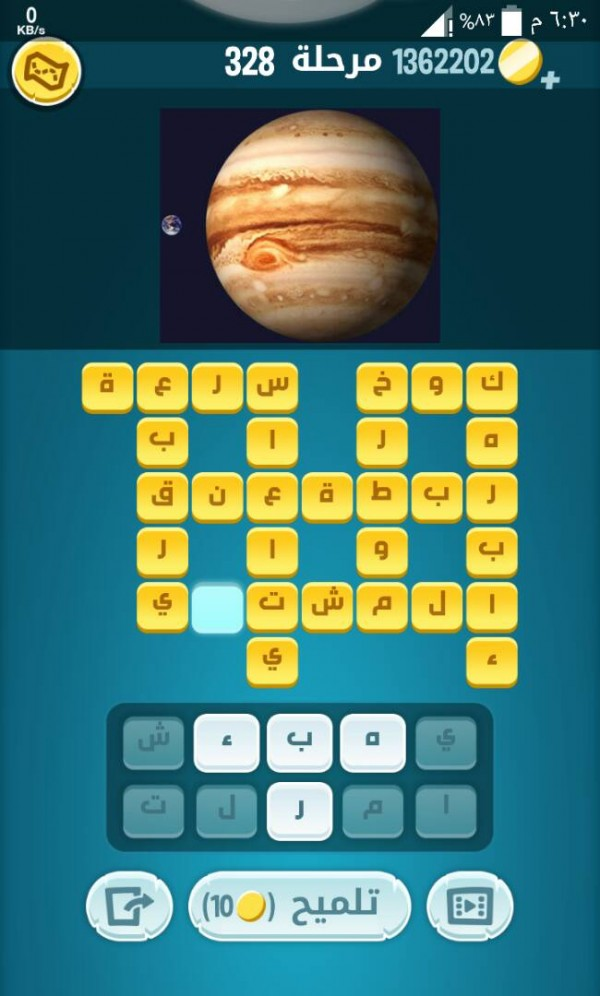 0
KB/s
٦:٣٠ م
%٨٣
1362202
مرحلة 328
ك و خ س ر ع ة
ه ر ا ب
ر ب ط ة ع ن ق
ب و ا ر
ا ل م ش ت ي
ء ي
ي ه ب ء ش
ا م ر ل ت
تلميح (10)